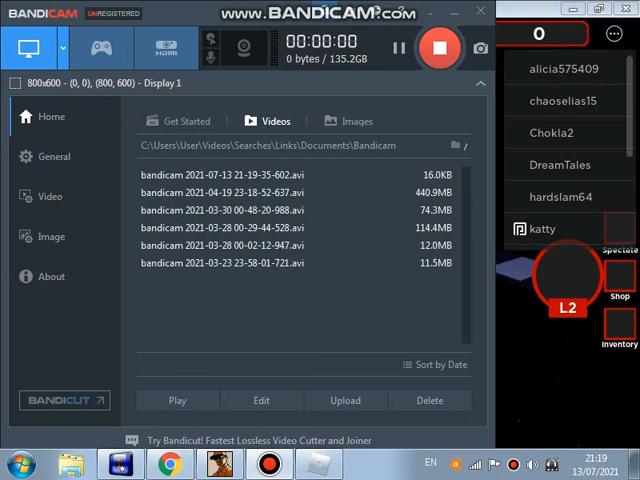 BANDICAM UNREGISTERED
www.BANDICAM.com
HDMI
00:00:00
0 bytes / 135.2GB
800x600 - (0, 0), (800, 600) - Display 1
Home
General
Video
Image
About
BANDICUT
Get Started
Videos
Images
C:\Users\User\Videos\Searches\Links\Documents\Bandicam
bandicam 2021-07-13 21-19-35-602.avi 16.0KB
bandicam 2021-04-19 23-18-52-637.avi 440.9MB
bandicam 2021-03-30 00-48-20-988.avi 74.3MB
bandicam 2021-03-28 00-29-44-528.avi 114.4MB
bandicam 2021-03-28 00-02-12-947.avi 12.0MB
bandicam 2021-03-23 23-58-01-721.avi 11.5MB
Sort by Date
Play Edit Upload Delete
Try Bandicut! Fastest Lossless Video Cutter and Joiner
0
alicia575409
chaoselias15
Chokla2
DreamTales
hardslam64
katty
Spectate
Shop
L2
Inventory
EN
21:19
13/07/2021